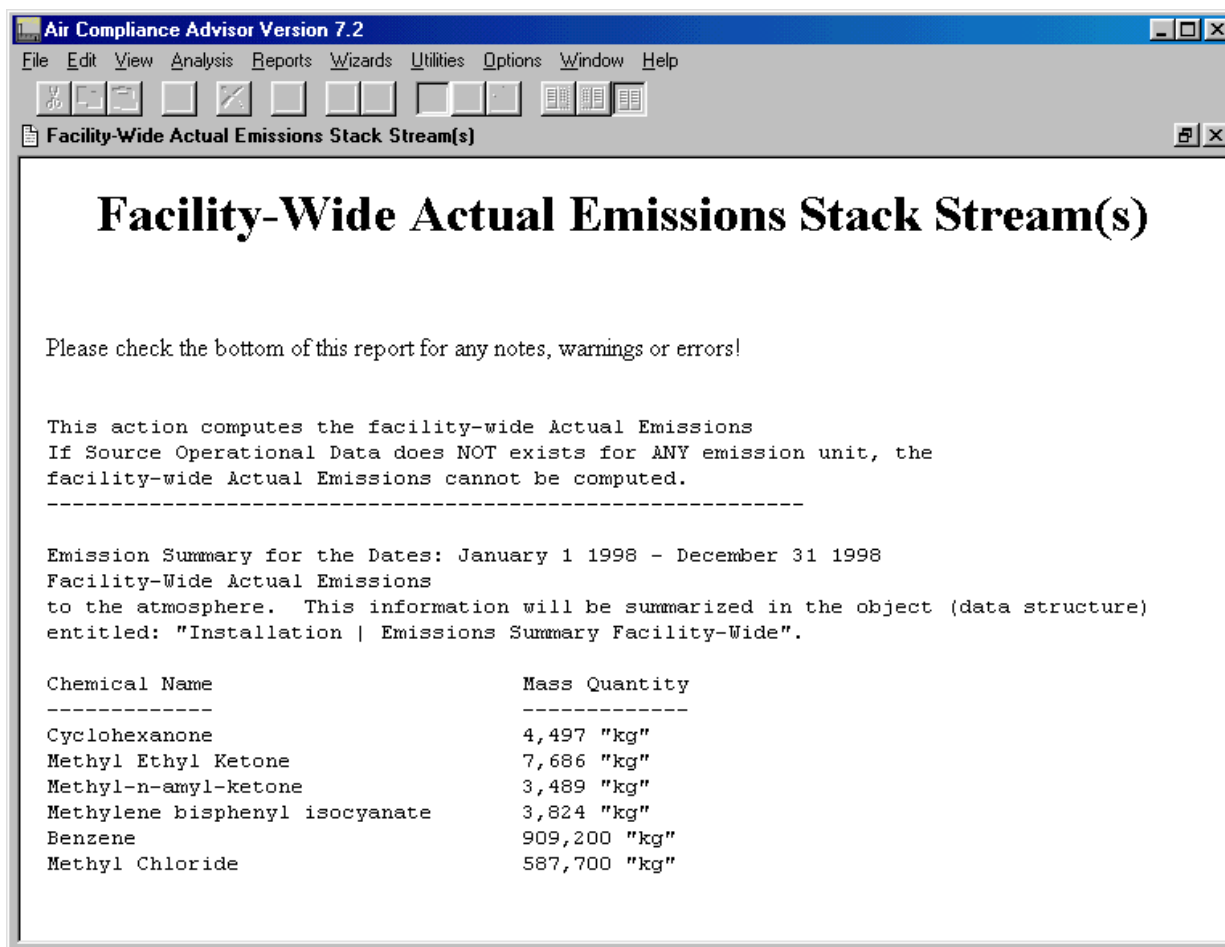 Air Compliance Advisor Version 7.2
File Edit View Analysis Reports Wizards Utilities Options Window Help
Facility-Wide Actual Emissions Stack Stream(s)
Facility-Wide Actual Emissions Stack Stream(s)
Please check the bottom of this report for any notes, warnings or errors!
This action computes the facility-wide Actual Emissions
If Source Operational Data does NOT exists for ANY emission unit, the
facility-wide Actual Emissions cannot be computed.
-----------------------------------------------------------
Emission Summary for the Dates: January 1 1998 - December 31 1998
Facility-Wide Actual Emissions
to the atmosphere.  This information will be summarized in the object (data structure)
entitled: "Installation | Emissions Summary Facility-Wide".
Chemical Name Mass Quantity
------------- -------------
Cyclohexanone 4,497 "kg"
Methyl Ethyl Ketone 7,686 "kg"
Methyl-n-amyl-ketone 3,489 "kg"
Methylene bisphenyl isocyanate 3,824 "kg"
Benzene 909,200 "kg"
Methyl Chloride 587,700 "kg"